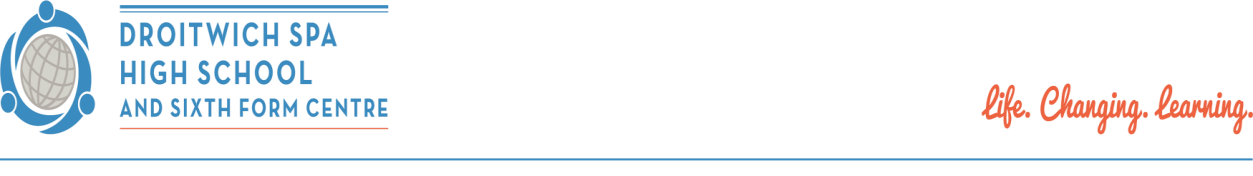 DROITWICH SPA
HIGH SCHOOL
AND SIXTH FORM CENTRE
Life. Changing. Learning.